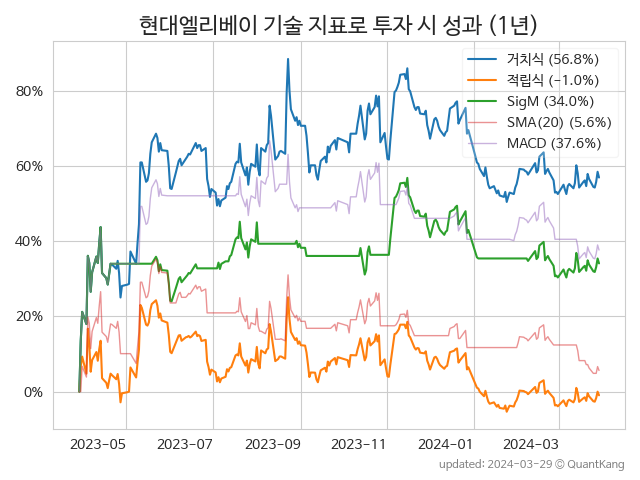 현대엘리베이 기술 지표로 투자 시 성과 (1년)
거치식 (56.8%)
적립식 (-1.0%)
SigM (34.0%)
SMA(20) (5.6%)
MACD (37.6%)
80%
60%
40%
20%
0%
2023-05 2023-07 2023-09 2023-11 2024-01 2024-03
updated: 2024-03-29 © QuantKang